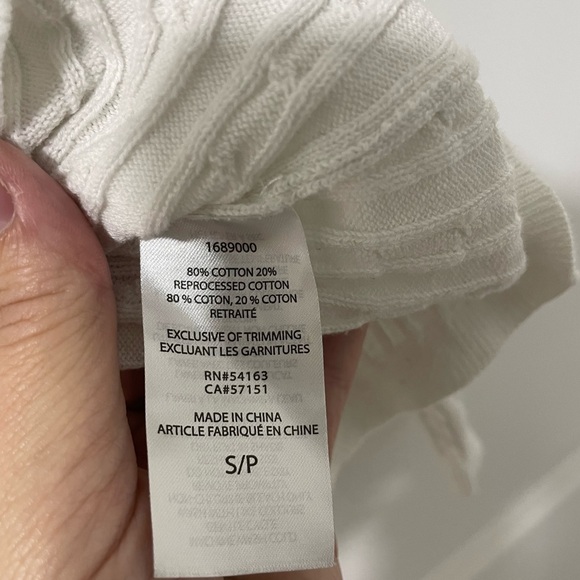 1689000
80% COTTON 20%
REPROCESSED COTTON
80 % COTON, 20 % COTON
RETRAITÉ
EXCLUSIVE OF TRIMMING
EXCLUANT LES GARNITURES
RN#54163
CA#57151
MADE IN CHINA
ARTICLE FABRIQUÉ EN CHINE
S/P